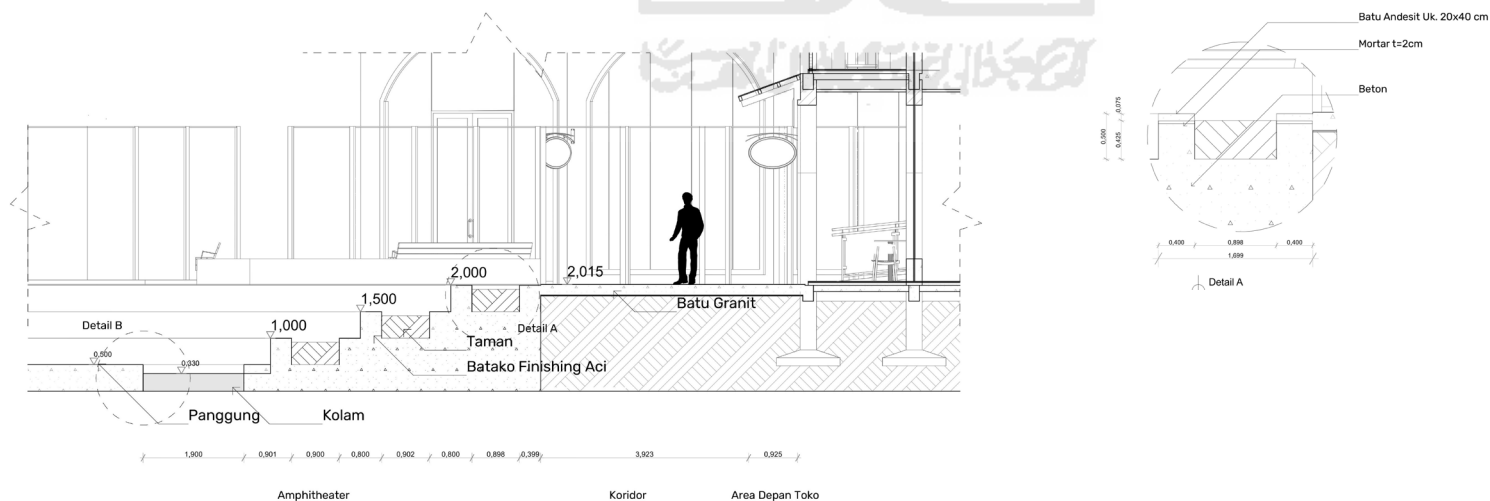 Batu Andesit Uk. 20x40 cm
Mortar t=2cm
Beton
0,075
0,500
0,425
0,400 0,898 0,400
1,699
Detail A
2,000
2,015
1,500
Batu Granit
1,000
Detail B
Detail A
Taman
0,500
0,330
Batako Finishing Aci
Panggung
Kolam
1,900 0,901 0,900 0,800 0,902 0,800 0,898 0,399 3,923 0,925
Amphitheater Koridor Area Depan Toko